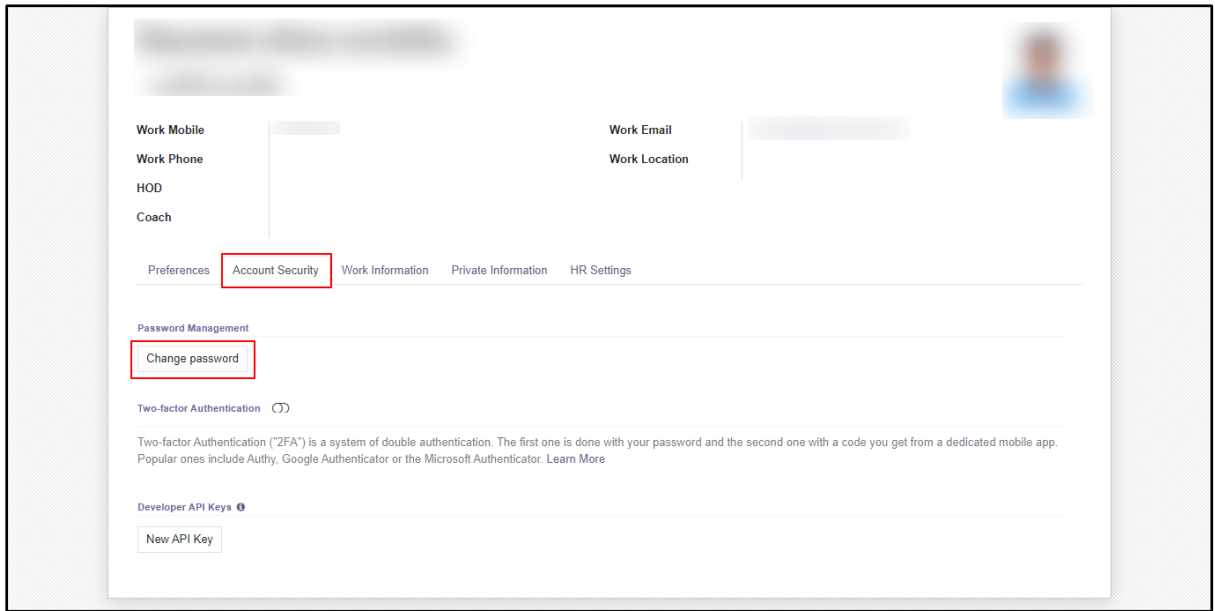 Work Mobile
Work Email
Work Phone
Work Location
HOD
Coach
Preferences Account Security Work Information Private Information HR Settings
Password Management
Change password
Two-factor Authentication
Two-factor Authentication ("2FA") is a system of double authentication. The first one is done with your password and the second one with a code you get from a dedicated mobile app.
Popular ones include Authy, Google Authenticator or the Microsoft Authenticator. Learn More
Developer API Keys
New API Key